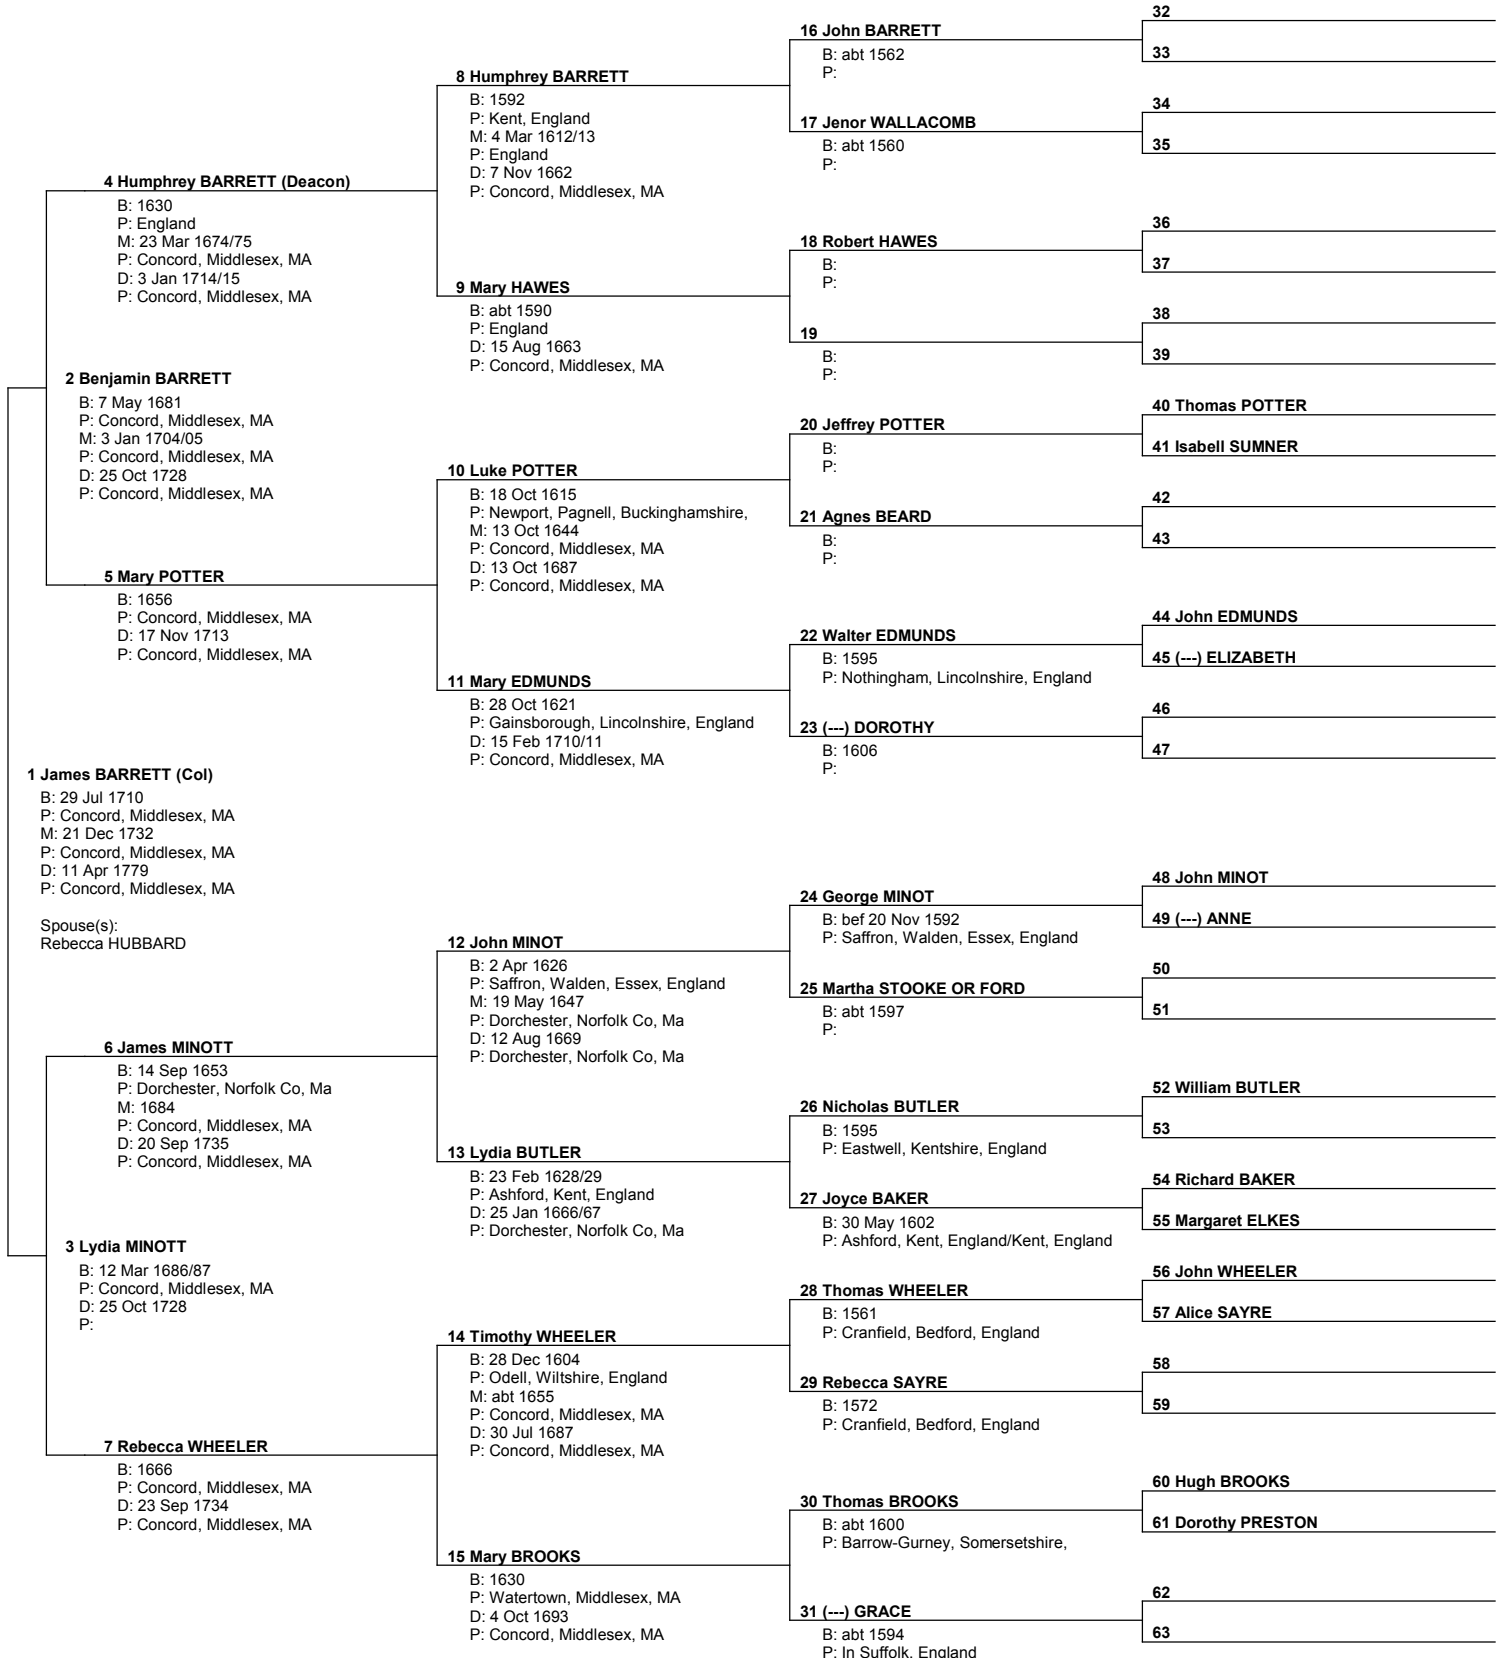 1 James BARRETT (Col)
B: 29 Jul 1710
P: Concord, Middlesex, MA
M: 21 Dec 1732
P: Concord, Middlesex, MA
D: 11 Apr 1779
P: Concord, Middlesex, MA
Spouse(s):
Rebecca HUBBARD
2 Benjamin BARRETT
B: 7 May 1681
P: Concord, Middlesex, MA
M: 3 Jan 1704/05
P: Concord, Middlesex, MA
D: 25 Oct 1728
P: Concord, Middlesex, MA
3 Lydia MINOTT
B: 12 Mar 1686/87
P: Concord, Middlesex, MA
D: 25 Oct 1728
P:
4 Humphrey BARRETT (Deacon)
B: 1630
P: England
M: 23 Mar 1674/75
P: Concord, Middlesex, MA
D: 3 Jan 1714/15
P: Concord, Middlesex, MA
5 Mary POTTER
B: 1656
P: Concord, Middlesex, MA
D: 17 Nov 1713
P: Concord, Middlesex, MA
6 James MINOTT
B: 14 Sep 1653
P: Dorchester, Norfolk Co, Ma
M: 1684
P: Concord, Middlesex, MA
D: 20 Sep 1735
P: Concord, Middlesex, MA
7 Rebecca WHEELER
B: 1666
P: Concord, Middlesex, MA
D: 23 Sep 1734
P: Concord, Middlesex, MA
8 Humphrey BARRETT
B: 1592
P: Kent, England
M: 4 Mar 1612/13
P: England
D: 7 Nov 1662
P: Concord, Middlesex, MA
9 Mary HAWES
B: abt 1590
P: England
D: 15 Aug 1663
P: Concord, Middlesex, MA
10 Luke POTTER
B: 18 Oct 1615
P: Newport, Pagnell, Buckinghamshire,
M: 13 Oct 1644
P: Concord, Middlesex, MA
D: 13 Oct 1687
P: Concord, Middlesex, MA
11 Mary EDMUNDS
B: 28 Oct 1621
P: Gainsborough, Lincolnshire, England
D: 15 Feb 1710/11
P: Concord, Middlesex, MA
12 John MINOT
B: 2 Apr 1626
P: Saffron, Walden, Essex, England
M: 19 May 1647
P: Dorchester, Norfolk Co, Ma
D: 12 Aug 1669
P: Dorchester, Norfolk Co, Ma
13 Lydia BUTLER
B: 23 Feb 1628/29
P: Ashford, Kent, England
D: 25 Jan 1666/67
P: Dorchester, Norfolk Co, Ma
14 Timothy WHEELER
B: 28 Dec 1604
P: Odell, Wiltshire, England
M: abt 1655
P: Concord, Middlesex, MA
D: 30 Jul 1687
P: Concord, Middlesex, MA
15 Mary BROOKS
B: 1630
P: Watertown, Middlesex, MA
D: 4 Oct 1693
P: Concord, Middlesex, MA
16 John BARRETT
B: abt 1562
P:
17 Jenor WALLACOMB
B: abt 1560
P:
18 Robert HAWES
B:
P:
19
B:
P:
20 Jeffrey POTTER
B:
P:
21 Agnes BEARD
B:
P:
22 Walter EDMUNDS
B: 1595
P: Nothingham, Lincolnshire, England
23 (---) DOROTHY
B: 1606
P:
24 George MINOT
B: bef 20 Nov 1592
P: Saffron, Walden, Essex, England
25 Martha STOOKE OR FORD
B: abt 1597
P:
26 Nicholas BUTLER
B: 1595
P: Eastwell, Kentshire, England
27 Joyce BAKER
B: 30 May 1602
P: Ashford, Kent, England/Kent, England
28 Thomas WHEELER
B: 1561
P: Cranfield, Bedford, England
29 Rebecca SAYRE
B: 1572
P: Cranfield, Bedford, England
30 Thomas BROOKS
B: abt 1600
P: Barrow-Gurney, Somersetshire,
31 (---) GRACE
B: abt 1594
P: In Suffolk, England
32
33
34
35
36
37
38
39
40 Thomas POTTER
41 Isabell SUMNER
42
43
44 John EDMUNDS
45 (---) ELIZABETH
46
47
48 John MINOT
49 (---) ANNE
50
51
52 William BUTLER
53
54 Richard BAKER
55 Margaret ELKES
56 John WHEELER
57 Alice SAYRE
58
59
60 Hugh BROOKS
61 Dorothy PRESTON
62
63